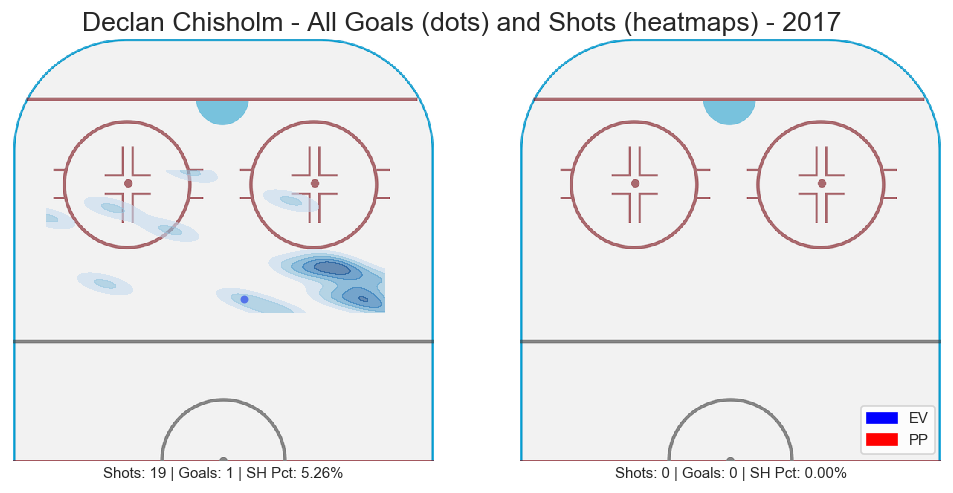 Declan Chisholm - All Goals (dots) and Shots (heatmaps) - 2017
EV
PP
Shots: 19 | Goals: 1 | SH Pct: 5.26%
Shots: 0 | Goals: 0 | SH Pct: 0.00%